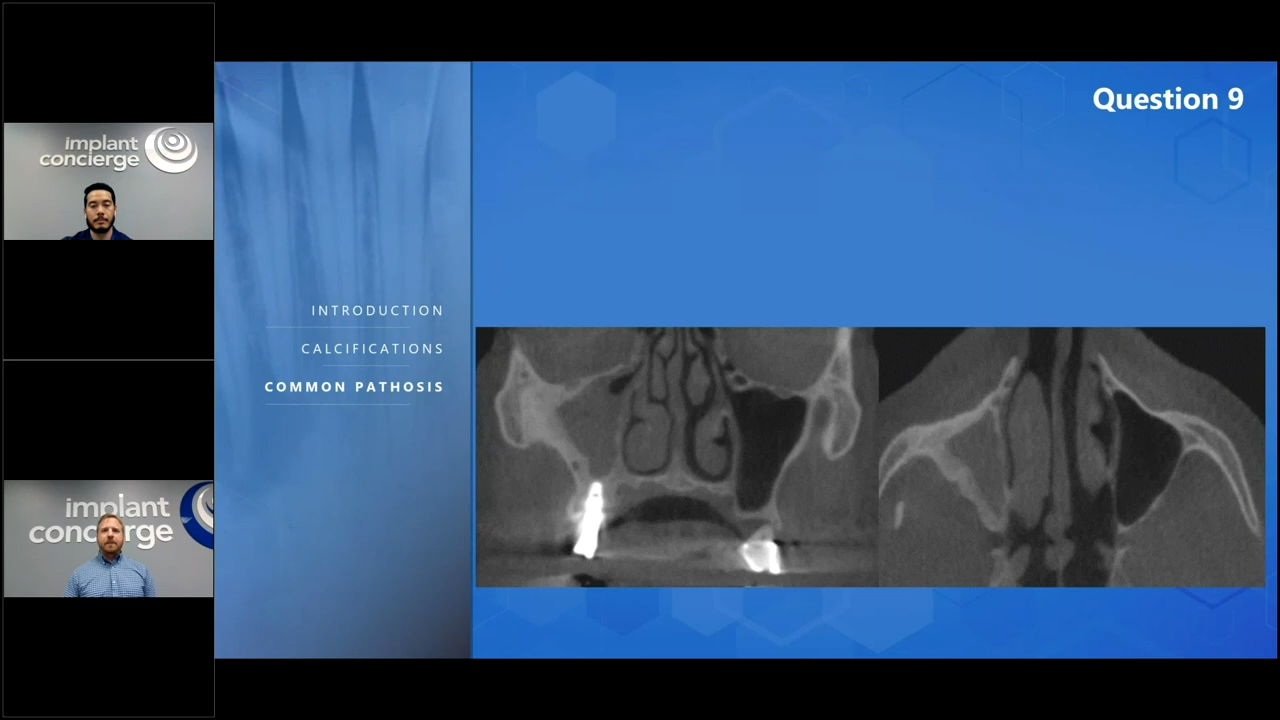 implant
concierge
implant
concierge
INTRODUCTION
CALCIFICATIONS
COMMON PATHOSIS
Question 9